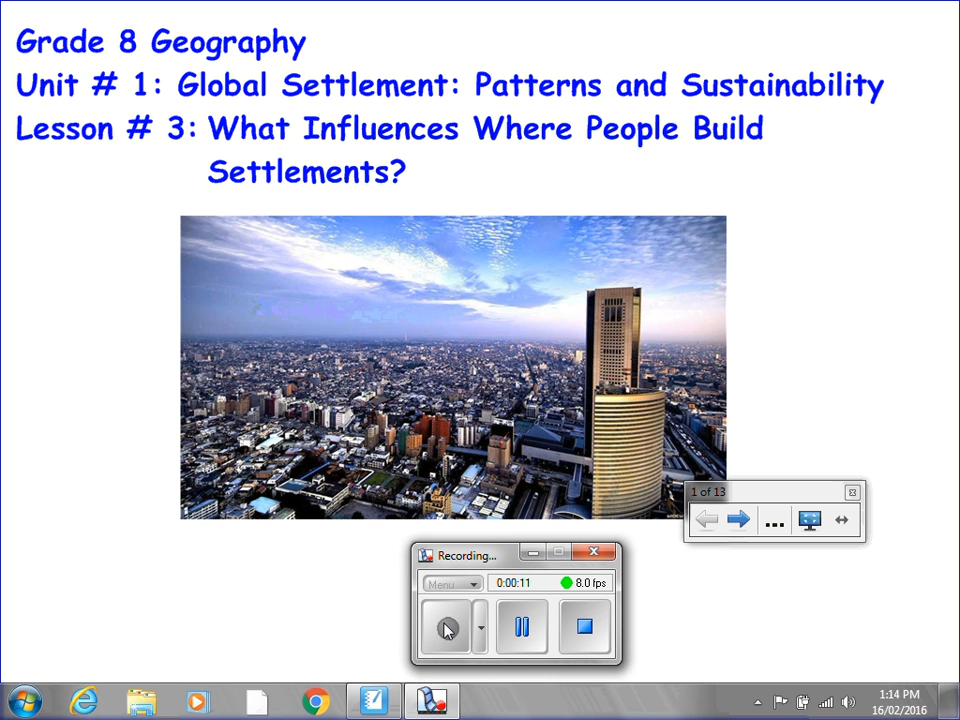 Grade 8 Geography
Unit # 1: Global Settlement: Patterns and Sustainability
Lesson # 3: What Influences Where People Build
Settlements?
1 of 13
...
Recording...
Menu
0:00:11
8.0 fps
1:14 PM
16/02/2016